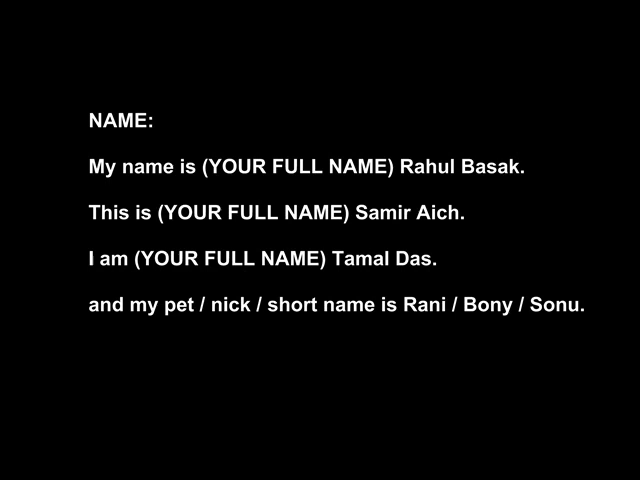 NAME:
My name is (YOUR FULL NAME) Rahul Basak.
This is (YOUR FULL NAME) Samir Aich.
I am (YOUR FULL NAME) Tamal Das.
and my pet / nick / short name is Rani / Bony / Sonu.